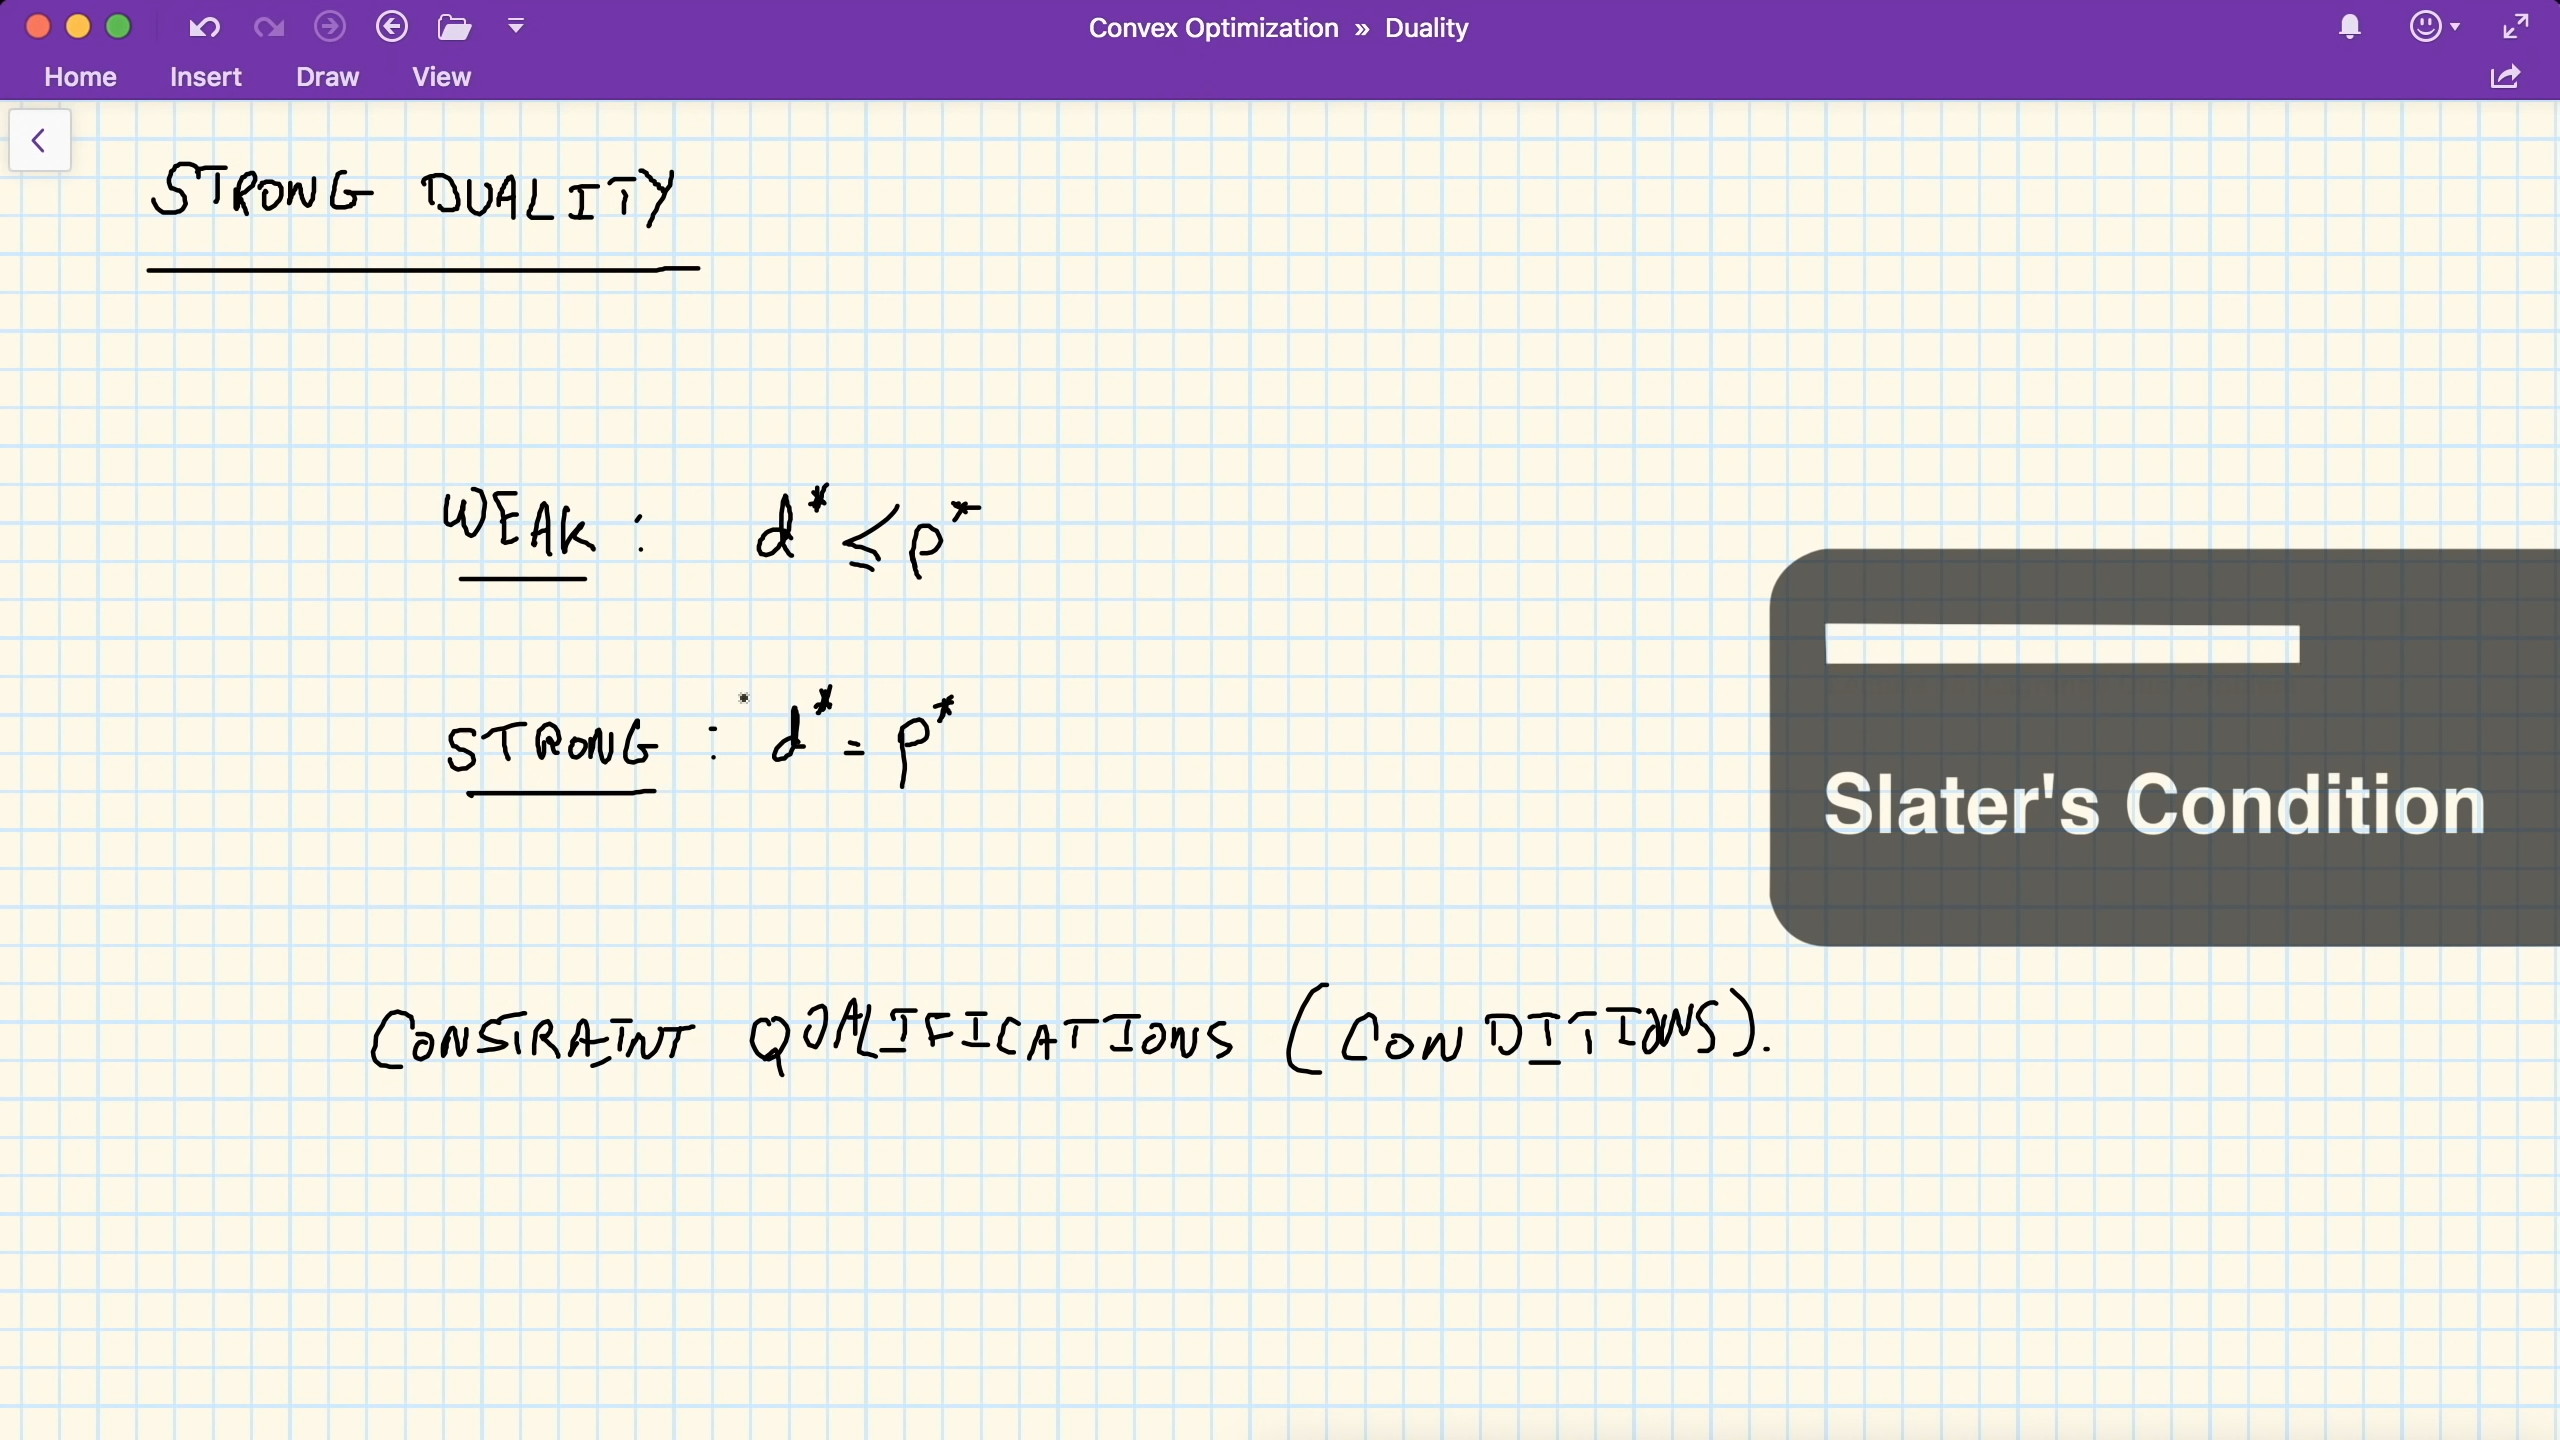 Convex Optimization » Duality
Home Insert Draw View
STRONG DUALITY
WEAK : d* ≤ p*
STRONG : d* = p*
Slater's Condition
CONSTRAINT QUALIFICATIONS (CONDITIONS).